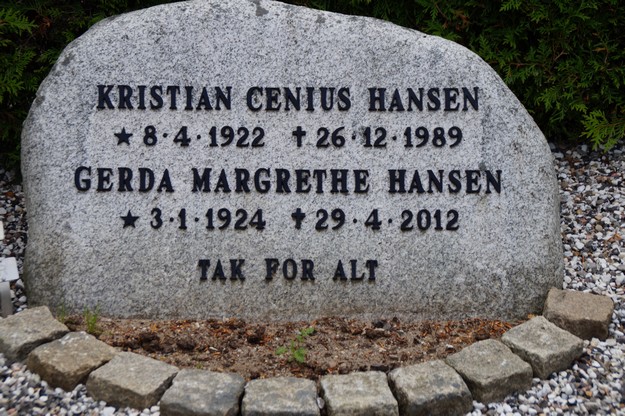 KRISTIAN CENIUS HANSEN
★ 8·4·1922 ✝ 26·12·1989
GERDA MARGRETHE HANSEN
★ 3·1·1924 ✝ 29·4·2012
TAK FOR ALT